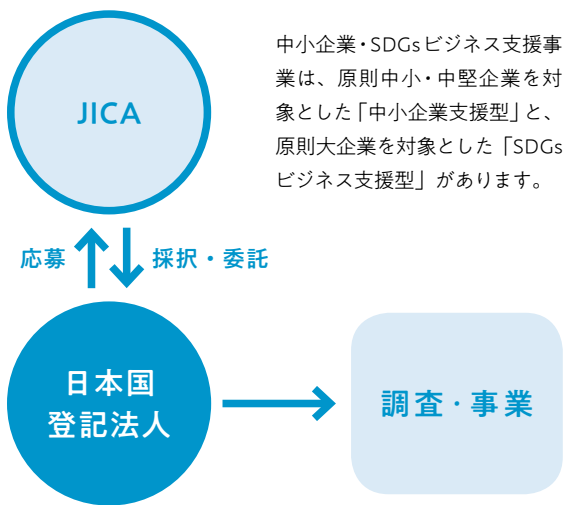 JICA
中小企業・SDGsビジネス支援事
業は、原則中小・中堅企業を対
象とした「中小企業支援型」と、
原則大企業を対象とした「SDGs
ビジネス支援型」があります。
応募
採択・委託
日本国
登記法人
調査・事業